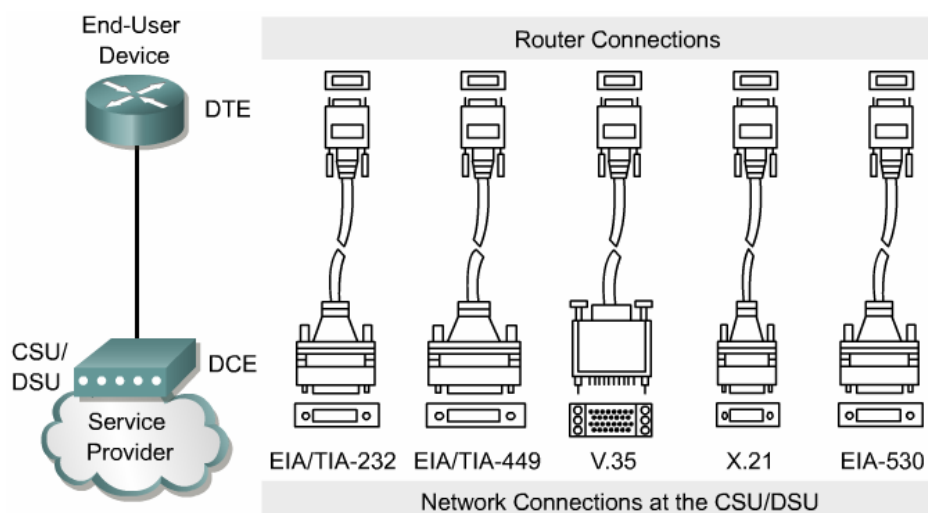 End-User
Device
DTE
CSU/
DSU
DCE
Service
Provider
Router Connections
EIA/TIA-232 EIA/TIA-449 V.35 X.21 EIA-530
Network Connections at the CSU/DSU